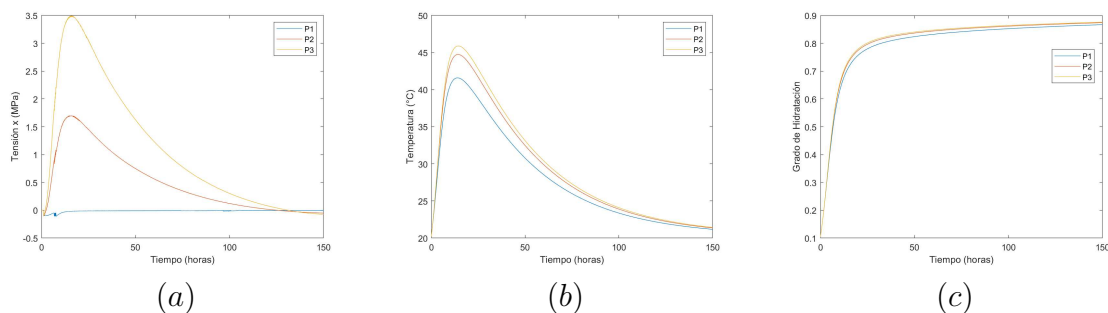 Tensión x (MPa)
3.5
3
2.5
2
1.5
1
0.5
0
-0.5
0
50
100
150
Tiempo (horas)
P1
P2
P3
(a)
Temperatura (°C)
50
45
40
35
30
25
20
0
50
100
150
Tiempo (horas)
P1
P2
P3
(b)
Grado de Hidratación
0.9
0.8
0.7
0.6
0.5
0.4
0.3
0.2
0.1
0
50
100
150
Tiempo (horas)
P1
P2
P3
(c)